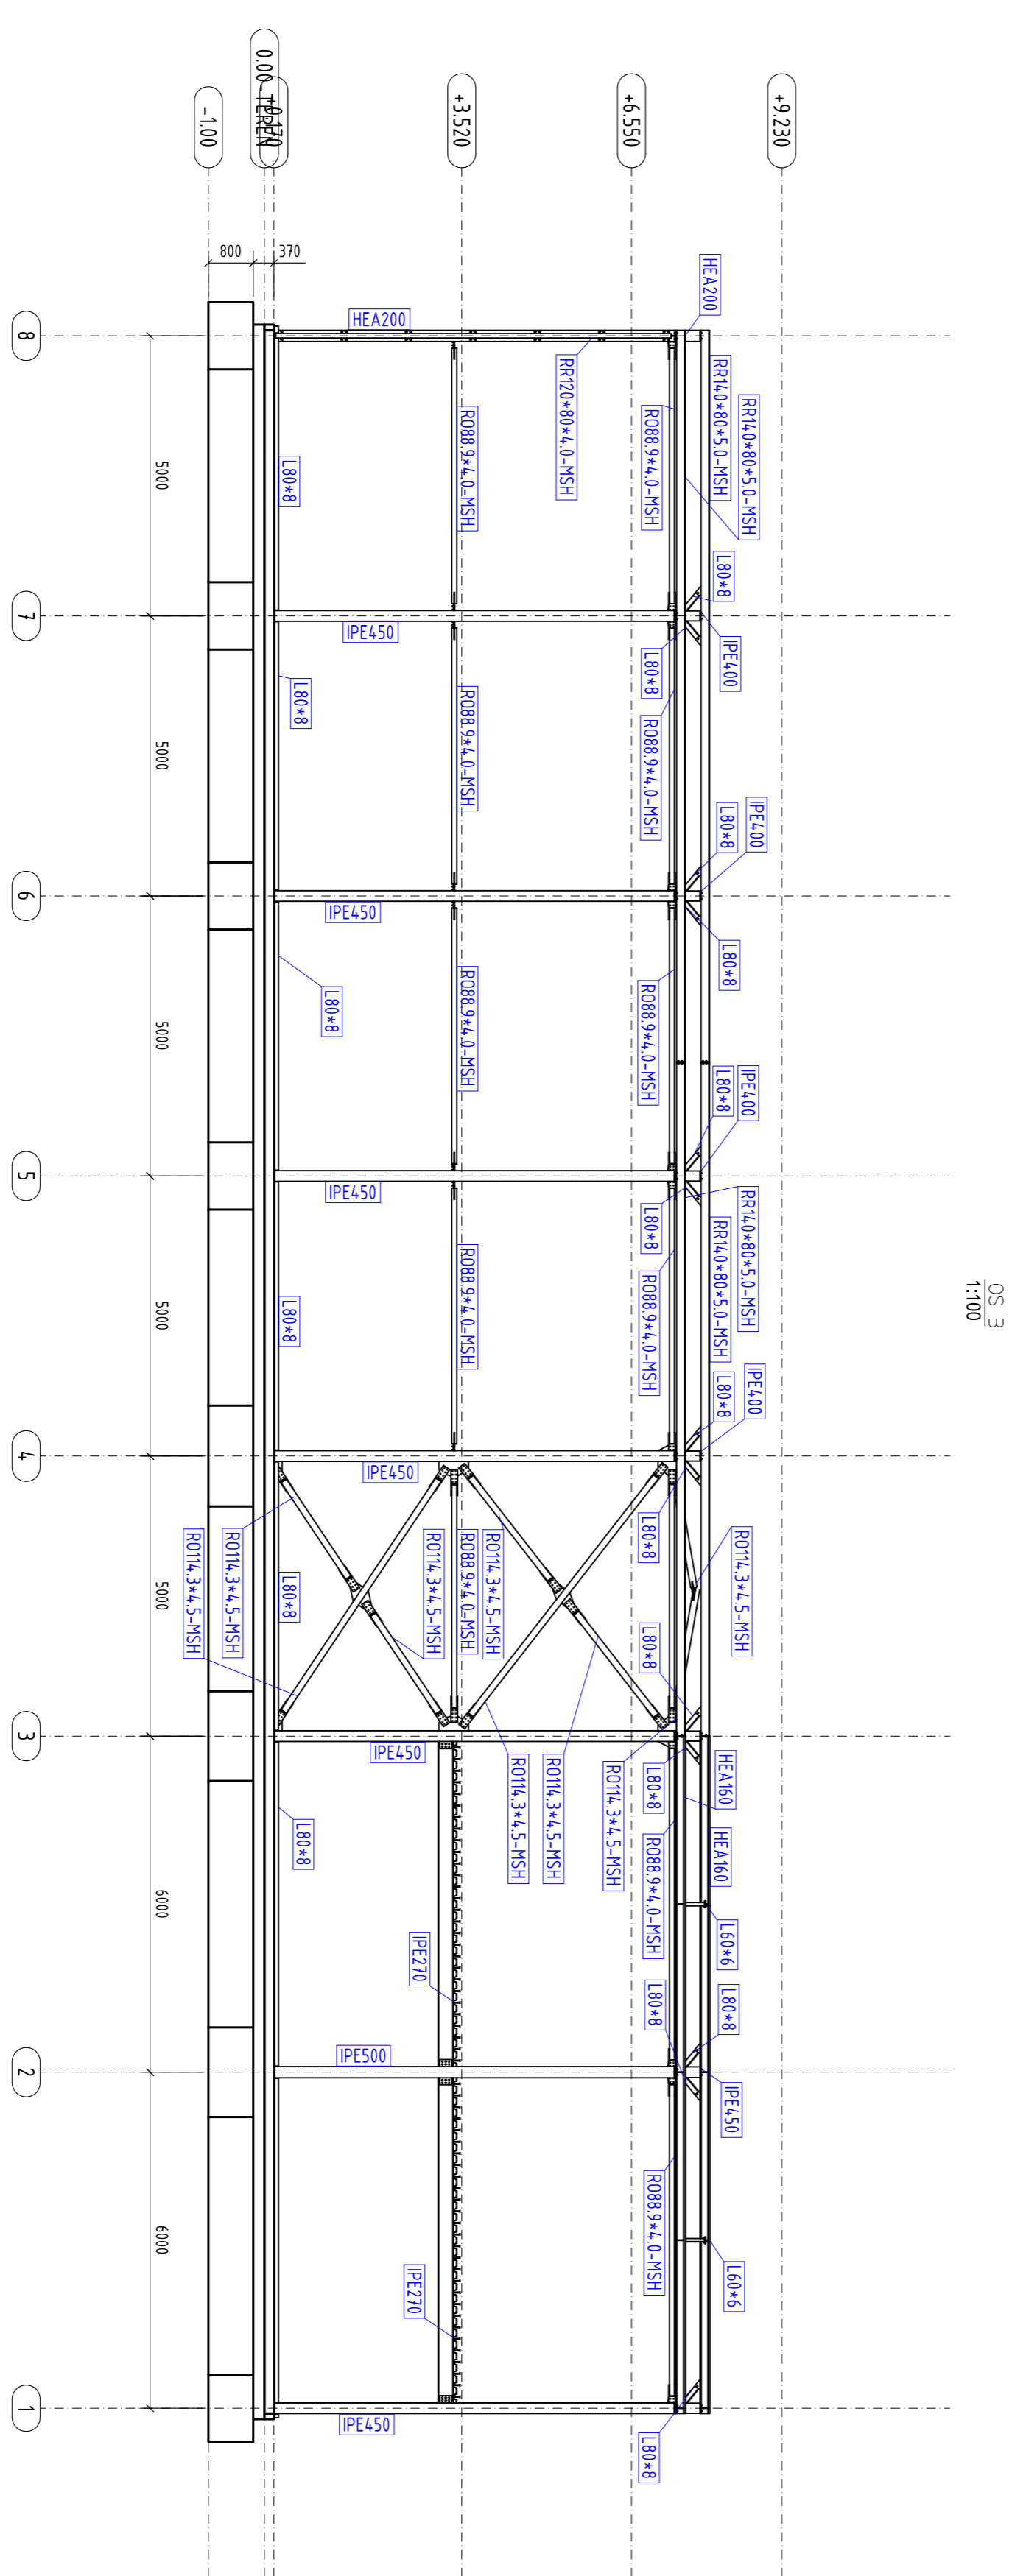 OS B
1:100
+9.230
+6.550
+3.520
+0.170
0.00=TEREN
-1.00
800
370
HEA200
RR140*80*5.0-MSH
RR140*80*5.0-MSH
L80*8
IPE400
IPE400
L80*8
L80*8
IPE400
L80*8
RR140*80*5.0-MSH
RR140*80*5.0-MSH
IPE400
L80*8
RO114.3*4.5-MSH
HEA160
HEA160
L60*6
L80*8
IPE450
L60*6
RO88.9*4.0-MSH
L80*8
RO88.9*4.0-MSH
RO88.9*4.0-MSH
L80*8
RO88.9*4.0-MSH
L80*8
L80*8
L80*8
RO88.9*4.0-MSH
L80*8
RO88.9*4.0-MSH
L80*8
HEA200
RR120*80*4.0-MSH
RO88.9*4.0-MSH
RO88.9*4.0-MSH
RO88.9*4.0-MSH
RO88.9*4.0-MSH
RO114.3*4.5-MSH
RO88.9*4.0-MSH
RO114.3*4.5-MSH
RO114.3*4.5-MSH
RO114.3*4.5-MSH
RO114.3*4.5-MSH
IPE270
IPE270
IPE450
IPE450
IPE450
IPE450
IPE450
IPE500
IPE450
L80*8
L80*8
L80*8
L80*8
L80*8
L80*8
RO114.3*4.5-MSH
RO114.3*4.5-MSH
5000
5000
5000
5000
5000
6000
6000
8
7
6
5
4
3
2
1